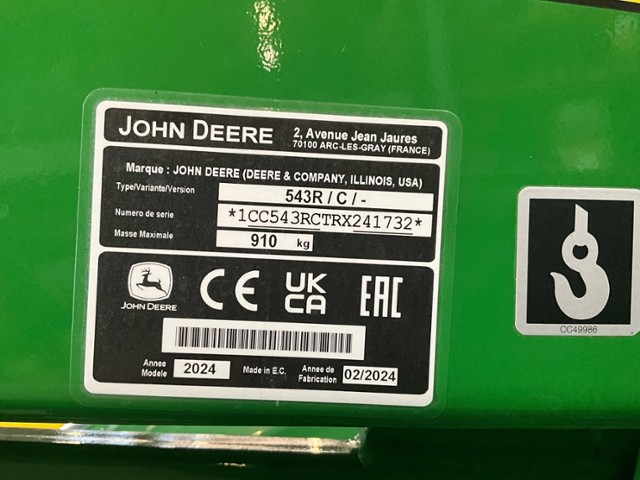 JOHN DEERE
2, Avenue Jean Jaures
70100 ARC-LES-GRAY (FRANCE)
Marque : JOHN DEERE (DEERE & COMPANY, ILLINOIS, USA)
Type/Variante/Version 543R / C / -
Numero de serie *1CC543RCTRX241732*
Masse Maximale 910 kg
JOHN DEERE
CE
UK
CA
EAC
Annee Modele 2024
Made in E.C.
Annee de Fabrication 02/2024
CC49986